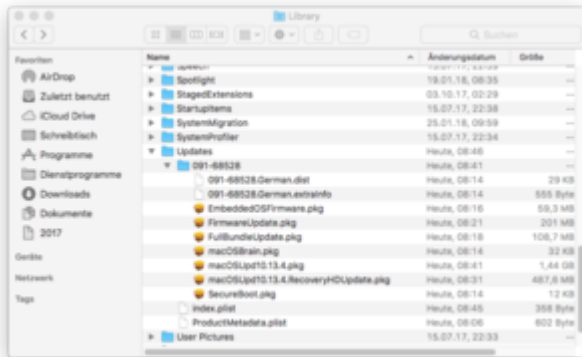 Library
Suchen
Favoriten
AirDrop
Zuletzt benutzt
iCloud Drive
Schreibtisch
Programme
Dienstprogramme
Downloads
Dokumente
2017
Geräte
Netzwerk
Tags
Name Änderungsdatum Größe
Speech 15.07.17, 22:39 --
Spotlight 19.01.18, 08:35 --
StagedExtensions 03.10.17, 02:29 --
StartupItems 15.07.17, 22:38 --
SystemMigration 25.01.18, 09:59 --
SystemProfiler 15.07.17, 22:34 --
Updates Heute, 08:46 --
091-68528 Heute, 08:41 --
091-68528.German.dist Heute, 08:14 29 KB
091-68528.German.extraInfo Heute, 08:14 555 Byte
EmbeddedOSFirmware.pkg Heute, 08:16 59,3 MB
FirmwareUpdate.pkg Heute, 08:21 201 MB
FullBundleUpdate.pkg Heute, 08:18 108,7 MB
macOSBrain.pkg Heute, 08:14 32 KB
macOSUpd10.13.4.pkg Heute, 08:41 1,44 GB
macOSUpd10.13.4.RecoveryHDUpdate.pkg Heute, 08:31 487,6 MB
SecureBoot.pkg Heute, 08:14 12 KB
index.plist Heute, 08:45 358 Byte
ProductMetadata.plist Heute, 08:06 602 Byte
User Pictures 15.07.17, 22:33 --